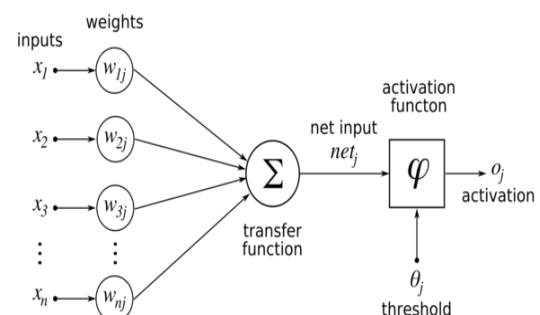 weights
inputs
x₁
w₁ⱼ
x₂
w₂ⱼ
x₃
w₃ⱼ
⋮
⋮
xₙ
wₙⱼ
Σ
transfer
function
net input
netⱼ
activation
functon
φ
oⱼ
activation
θⱼ
threshold